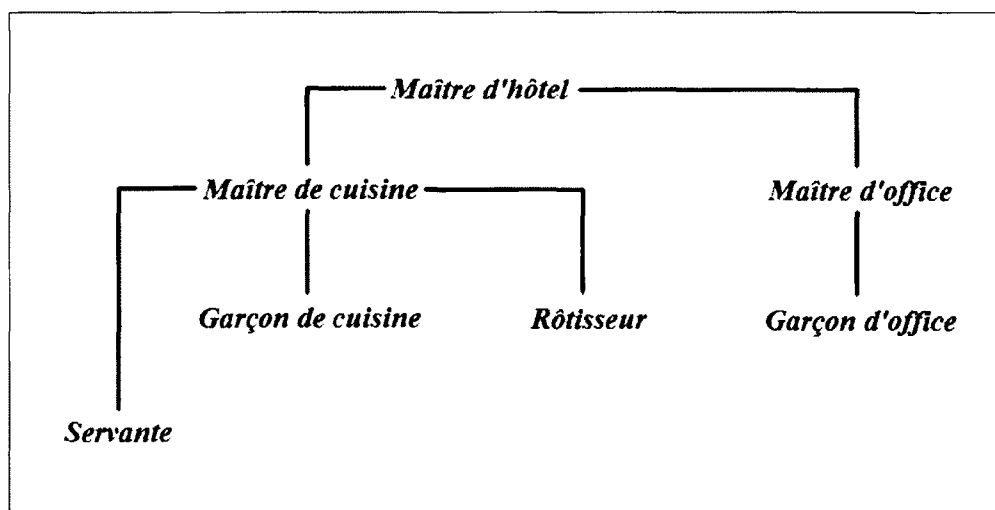 Maître d'hôtel
Maître de cuisine Maître d'office
Garçon de cuisine Rôtisseur Garçon d'office
Servante